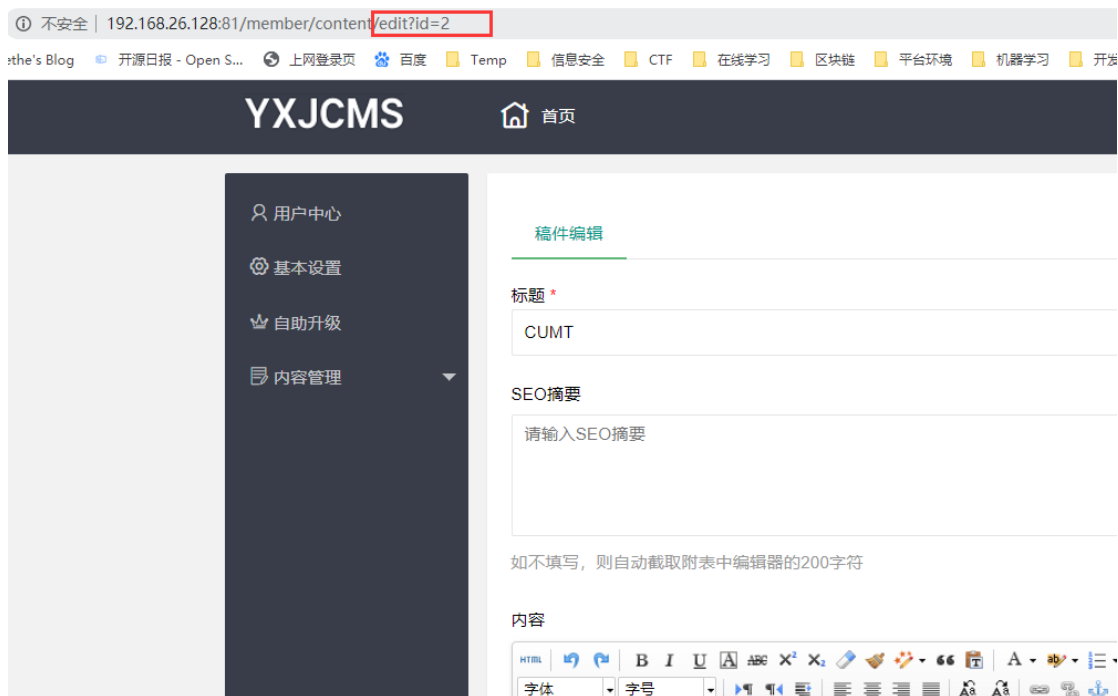 不安全 | 192.168.26.128:81/member/content/edit?id=2
ethe's Blog 开源日报 - Open S... 上网登录页 百度 Temp 信息安全 CTF 在线学习 区块链 平台环境 机器学习 开发
YXJCMS 首页
用户中心
基本设置
自助升级
内容管理
稿件编辑
标题 *
CUMT
SEO摘要
请输入SEO摘要
如不填写，则自动截取附表中编辑器的200字符
内容
HTML B I U A ABC X² X₂ A ab
字体 字号